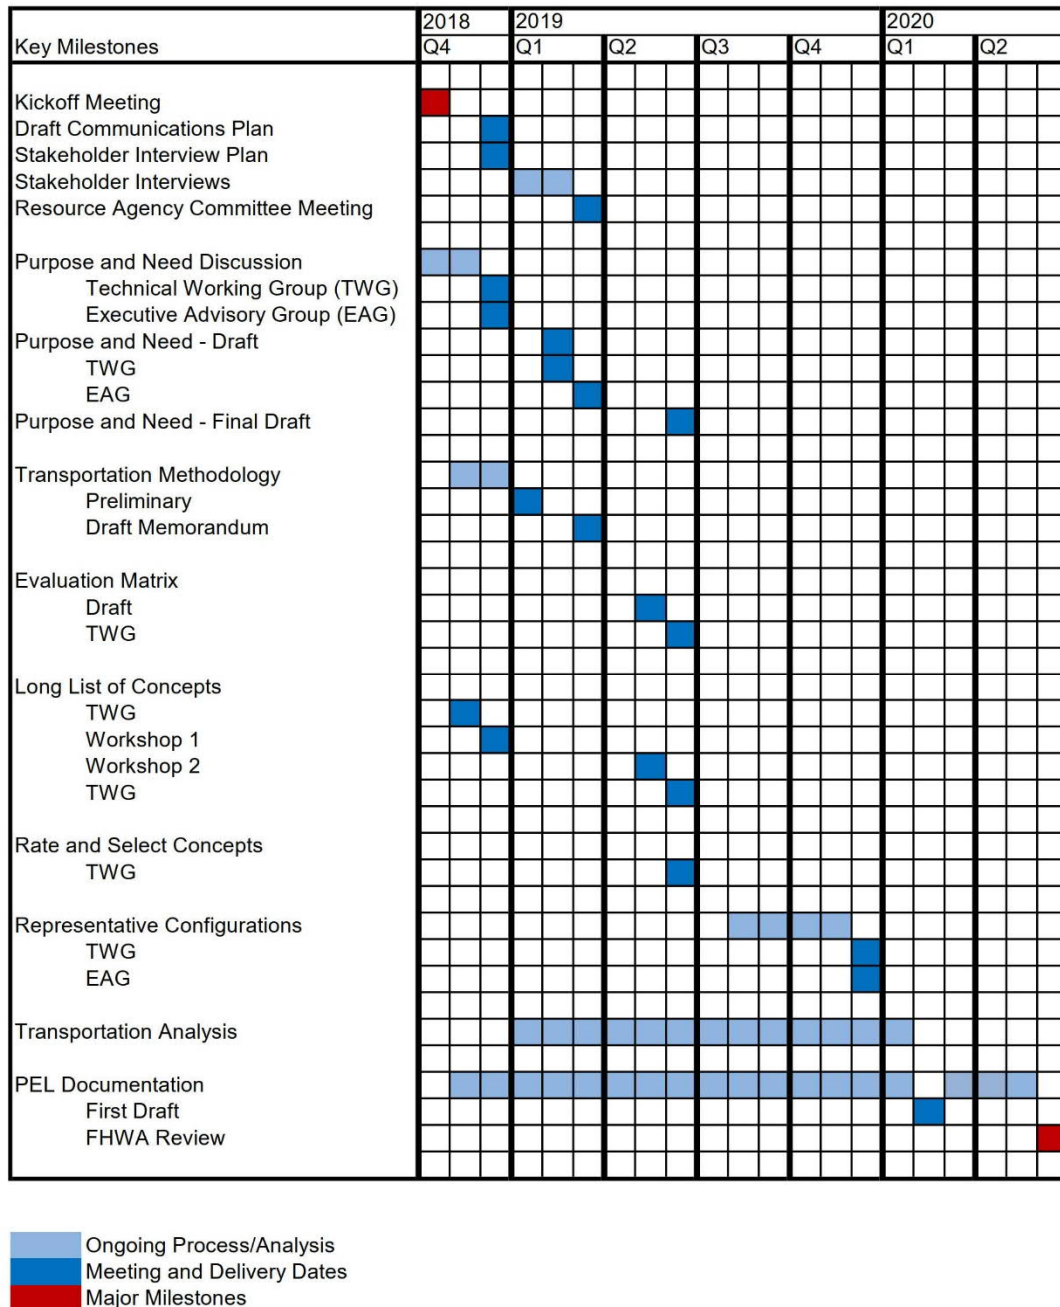 2018 2019 2020
Key Milestones Q4 Q1 Q2 Q3 Q4 Q1 Q2
Kickoff Meeting
Draft Communications Plan
Stakeholder Interview Plan
Stakeholder Interviews
Resource Agency Committee Meeting
Purpose and Need Discussion
Technical Working Group (TWG)
Executive Advisory Group (EAG)
Purpose and Need - Draft
TWG
EAG
Purpose and Need - Final Draft
Transportation Methodology
Preliminary
Draft Memorandum
Evaluation Matrix
Draft
TWG
Long List of Concepts
TWG
Workshop 1
Workshop 2
TWG
Rate and Select Concepts
TWG
Representative Configurations
TWG
EAG
Transportation Analysis
PEL Documentation
First Draft
FHWA Review
Ongoing Process/Analysis
Meeting and Delivery Dates
Major Milestones